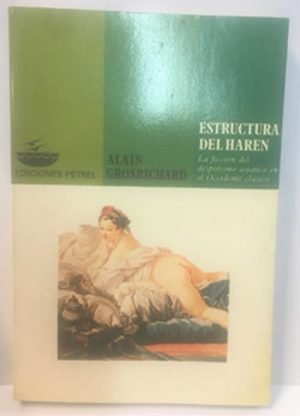 ESTRUCTURA
DEL HAREN
La ficción del
despotismo asiático en
el Occidente clásico
ALAIN
GROSRICHARD
EDICIONES PETREL